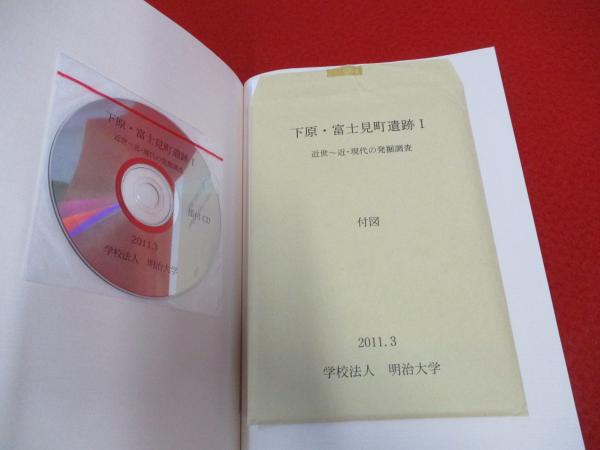 下原・富士見町遺跡 I
近世～近・現代の発掘調査
添付 CD
2011.3
学校法人　明治大学
下原・富士見町遺跡 I
近世～近・現代の発掘調査
付図
2011.3
学校法人　明治大学